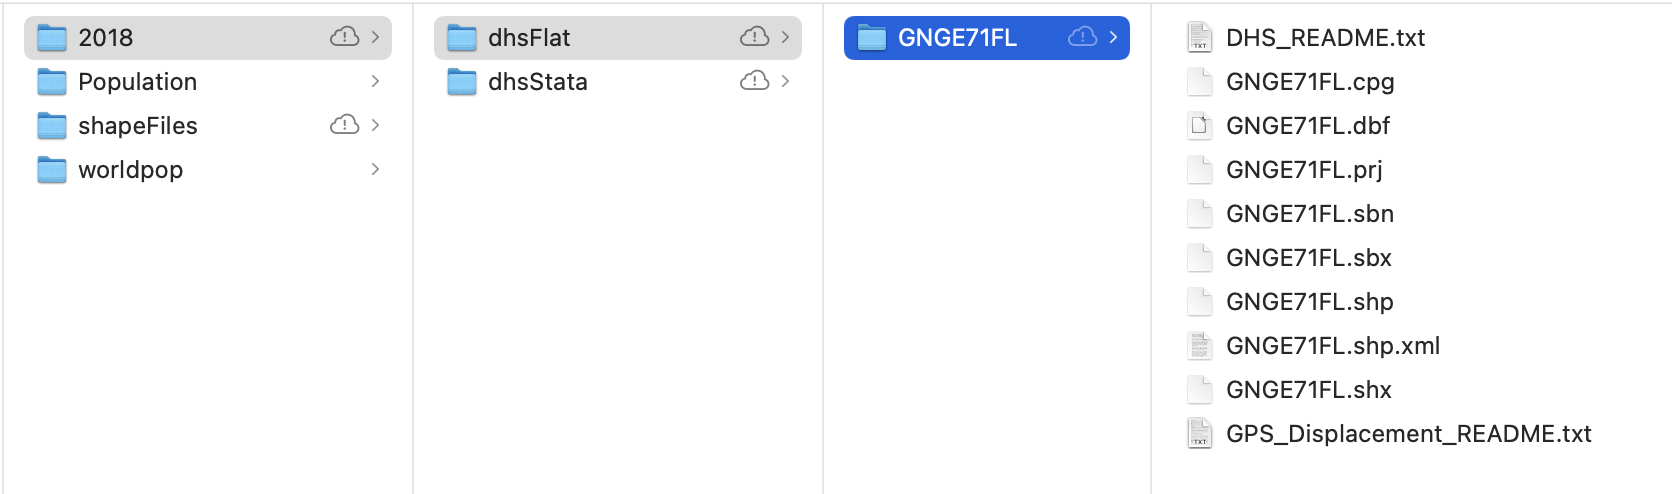 2018
Population
shapeFiles
worldpop
dhsFlat
dhsStata
GNGE71FL
DHS_README.txt
GNGE71FL.cpg
GNGE71FL.dbf
GNGE71FL.prj
GNGE71FL.sbn
GNGE71FL.sbx
GNGE71FL.shp
GNGE71FL.shp.xml
GNGE71FL.shx
GPS_Displacement_README.txt